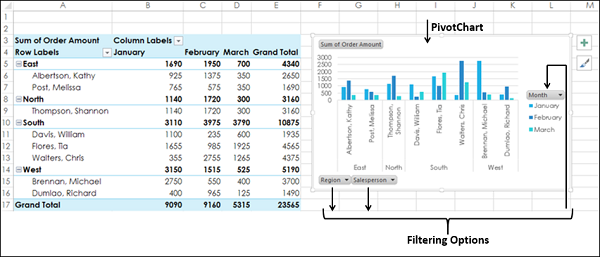 A B C D E F G H I J K L M
1
2
3 Sum of Order Amount Column Labels
4 Row Labels January February March Grand Total
5 East 1690 1950 700 4340
6 Albertson, Kathy 925 1375 350 2650
7 Post, Melissa 765 575 350 1690
8 North 1140 1720 300 3160
9 Thompson, Shannon 1140 1720 300 3160
10 South 3110 3975 3790 10875
11 Davis, William 1100 235 600 1935
12 Flores, Tia 1655 985 1925 4565
13 Walters, Chris 355 2755 1265 4375
14 West 3150 1515 525 5190
15 Brennan, Michael 2750 550 400 3700
16 Dumlao, Richard 400 965 125 1490
17 Grand Total 9090 9160 5315 23565
PivotChart
Sum of Order Amount
3000
2500
2000
1500
1000
500
0
Albertson, Kathy
Post, Melissa
Thompson, Shannon
Davis, William
Flores, Tia
Walters, Chris
Brennan, Michael
Dumlao, Richard
East North South West
Month
January
February
March
Region Salesperson
Filtering Options